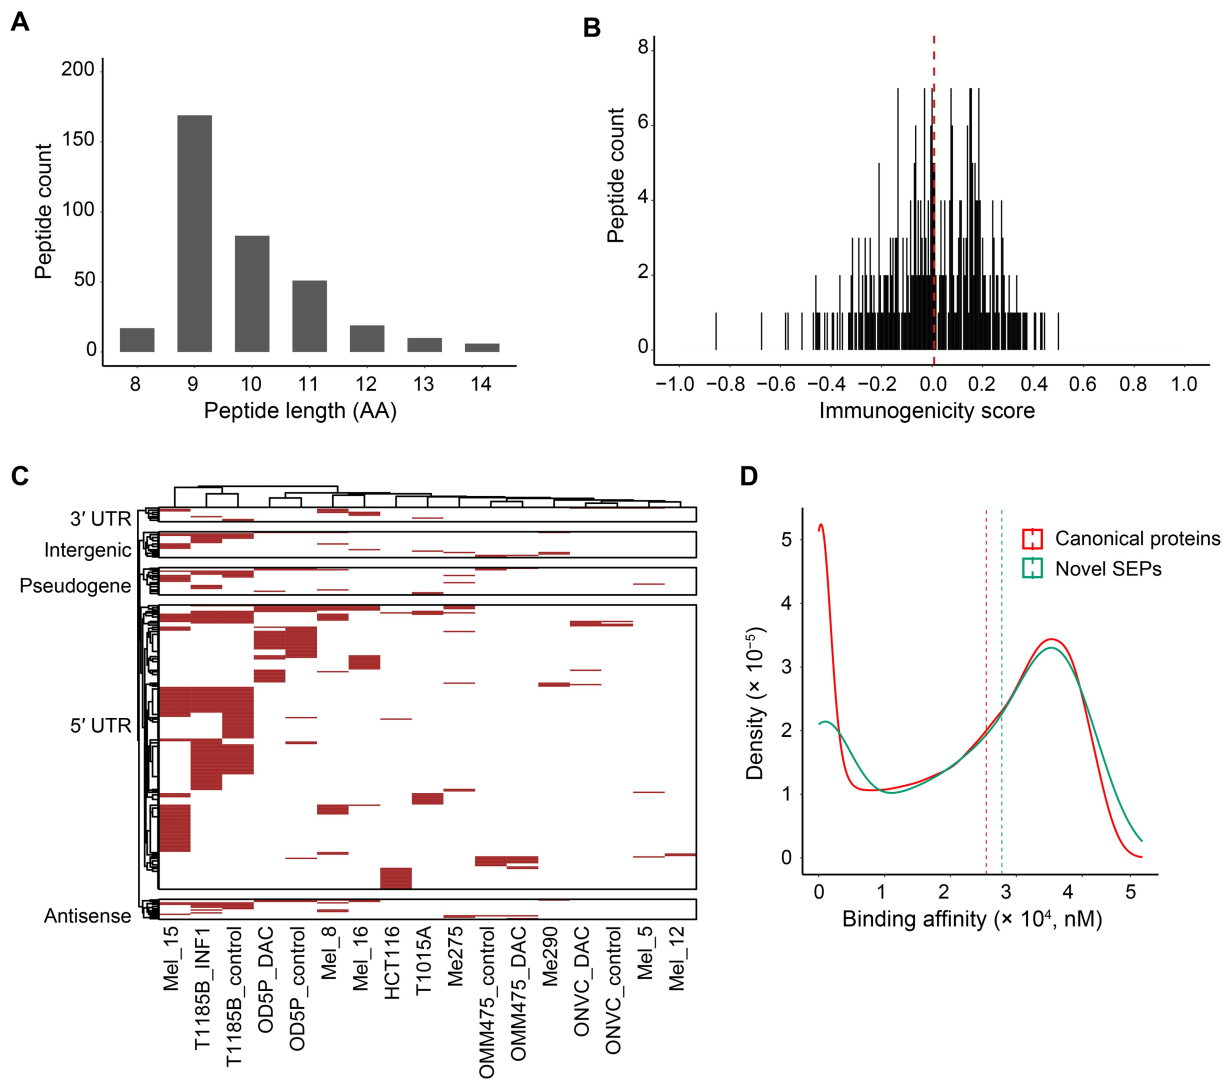 A
200
150
100
50
0
Peptide count
8 9 10 11 12 13 14
Peptide length (AA)
B
8
6
4
2
0
Peptide count
−1.0 −0.8 −0.6 −0.4 −0.2 0.0 0.2 0.4 0.6 0.8 1.0
Immunogenicity score
C
3′ UTR
Intergenic
Pseudogene
5′ UTR
Antisense
Mel_15
T1185B_INF1
T1185B_control
OD5P_DAC
OD5P_control
Mel_8
Mel_16
HCT116
T1015A
Me275
OMM475_control
OMM475_DAC
Me290
ONVC_DAC
ONVC_control
Mel_5
Mel_12
D
Canonical proteins
Novel SEPs
5
4
3
2
1
0
Density (× 10⁻⁵)
0 1 2 3 4 5
Binding affinity (× 10⁴, nM)